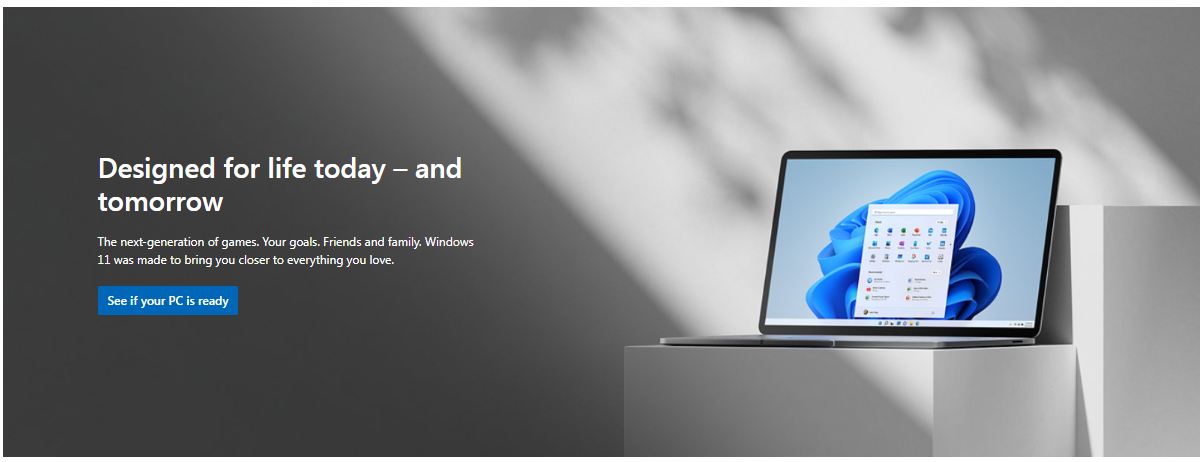 Designed for life today – and
tomorrow
The next-generation of games. Your goals. Friends and family. Windows
11 was made to bring you closer to everything you love.
See if your PC is ready